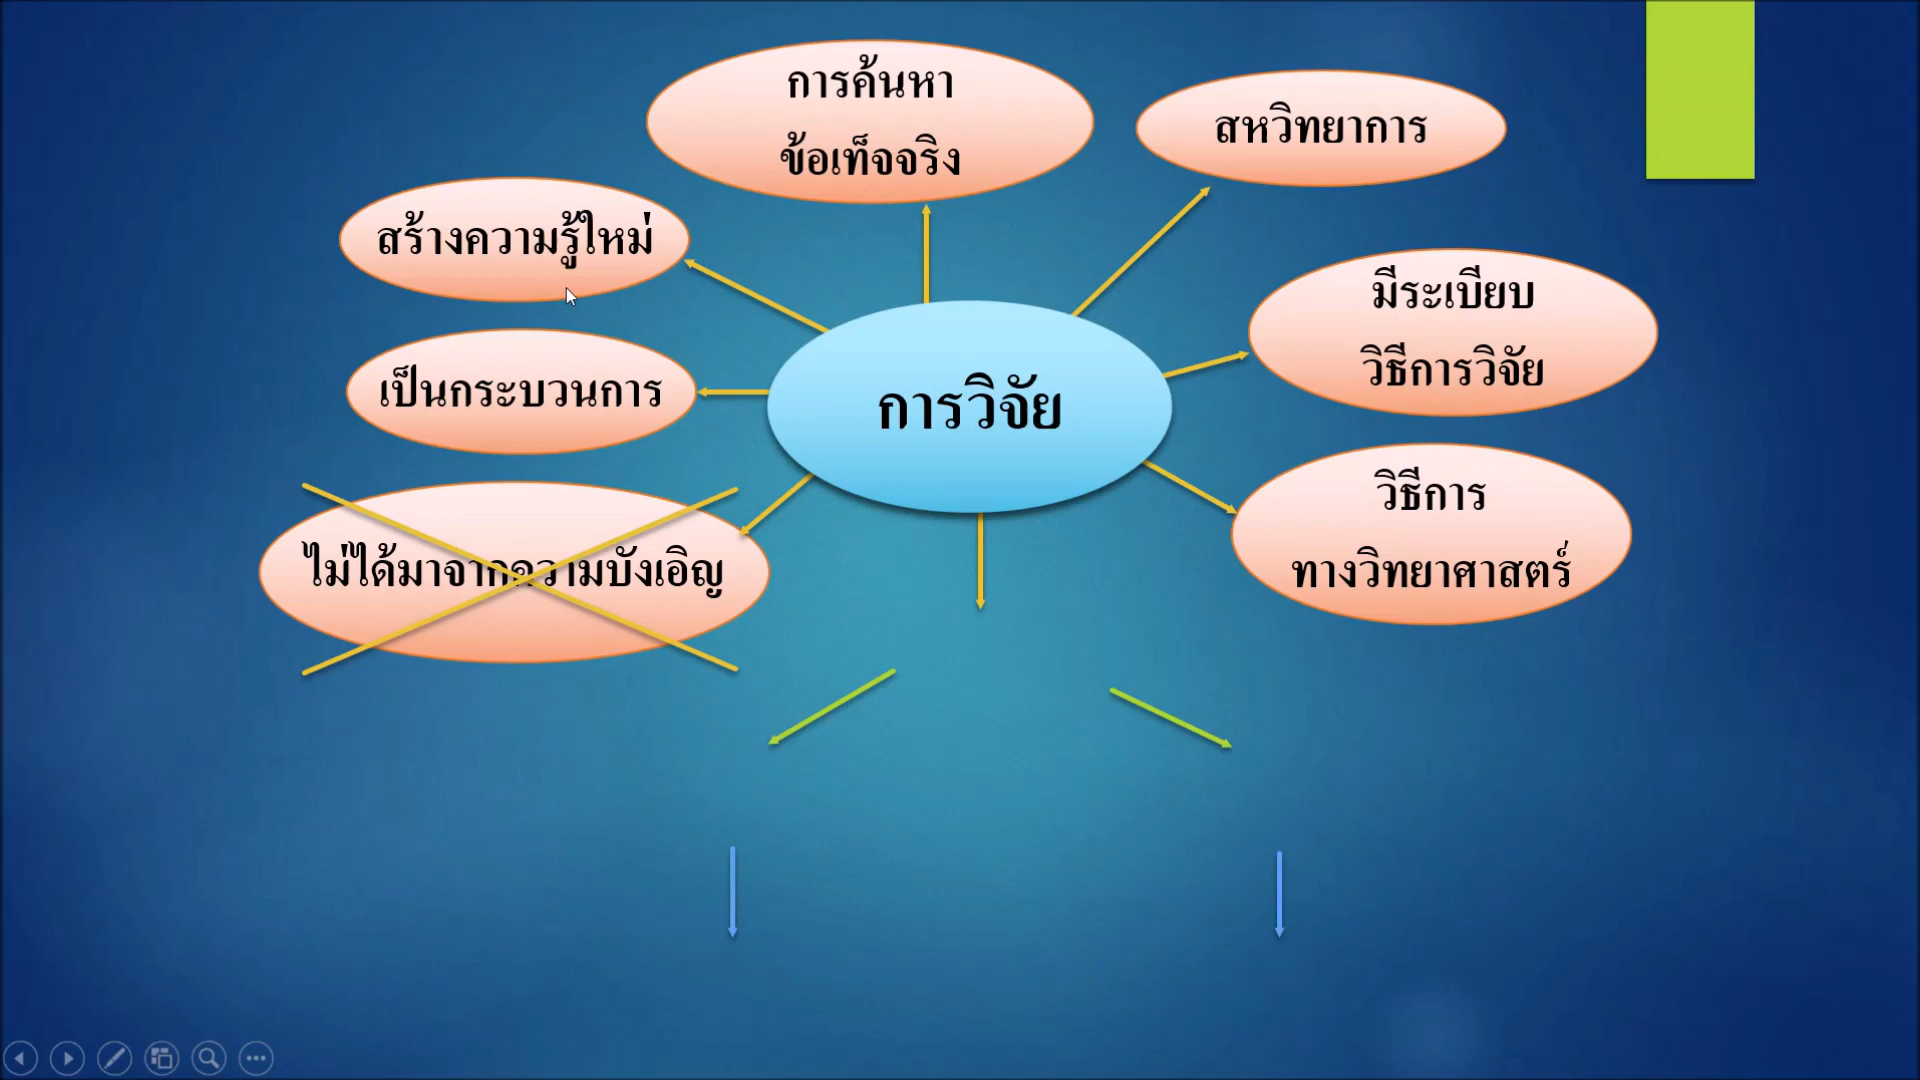 การค้นหา
ข้อเท็จจริง
สหวิทยาการ
สร้างความรู้ใหม่
มีระเบียบ
วิธีการวิจัย
เป็นกระบวนการ
การวิจัย
วิธีการ
ทางวิทยาศาสตร์
ไม่ได้มาจากความบังเอิญ